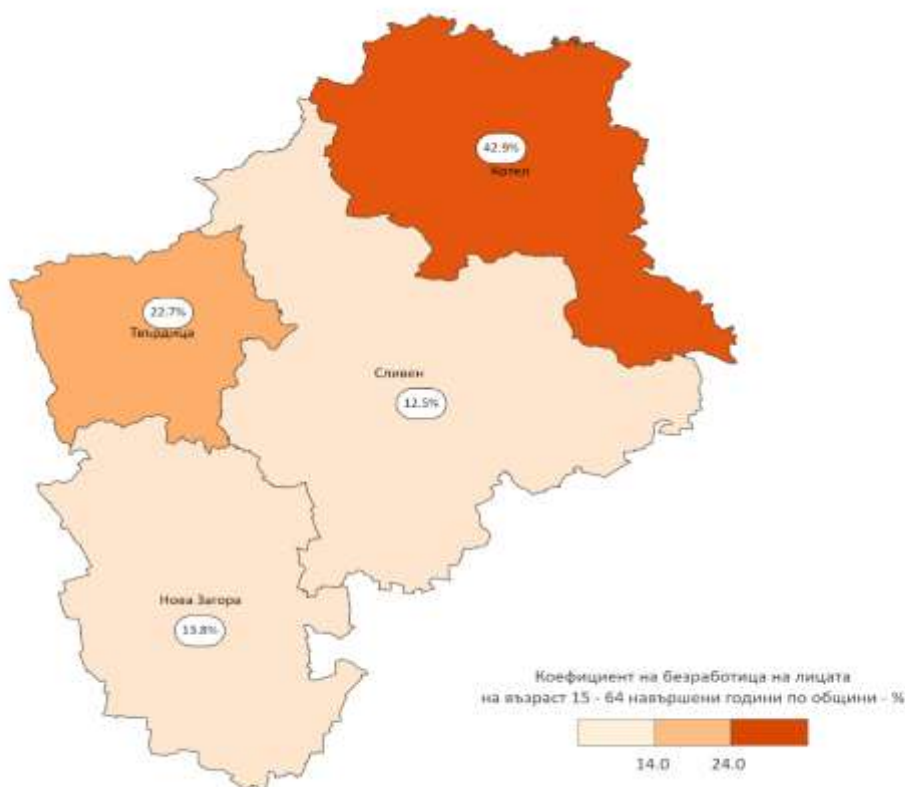 42.9%
Котел
22.7%
Твърдица
Сливен
12.5%
Нова Загора
13.8%
Коефициент на безработица на лицата
на възраст 15 - 64 навършени години по общини - %
14.0 24.0